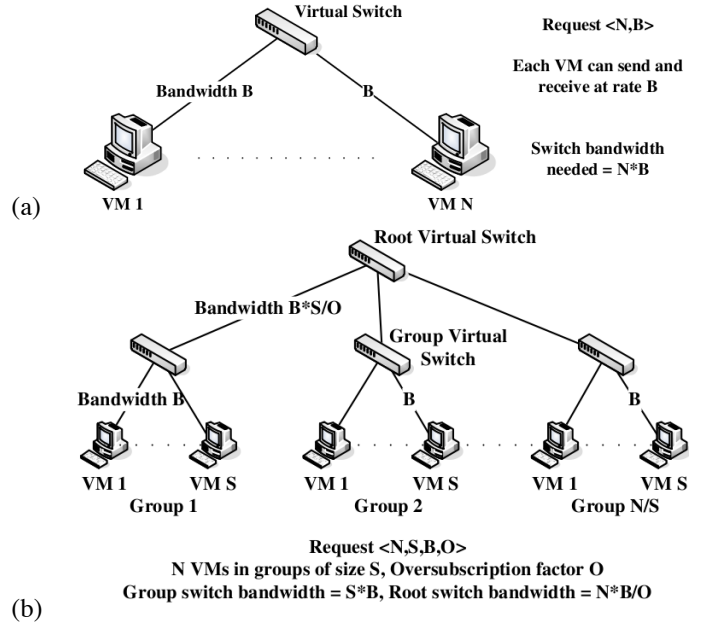 Virtual Switch
Request <N,B>
Each VM can send and
receive at rate B
Bandwidth B
B
Switch bandwidth
needed = N*B
VM 1
VM N
(a)
Root Virtual Switch
Bandwidth B*S/O
Group Virtual
Switch
Bandwidth B
B
B
VM 1
VM S
VM 1
VM S
VM 1
VM S
Group 1
Group 2
Group N/S
Request <N,S,B,O>
N VMs in groups of size S, Oversubscription factor O
Group switch bandwidth = S*B, Root switch bandwidth = N*B/O
(b)